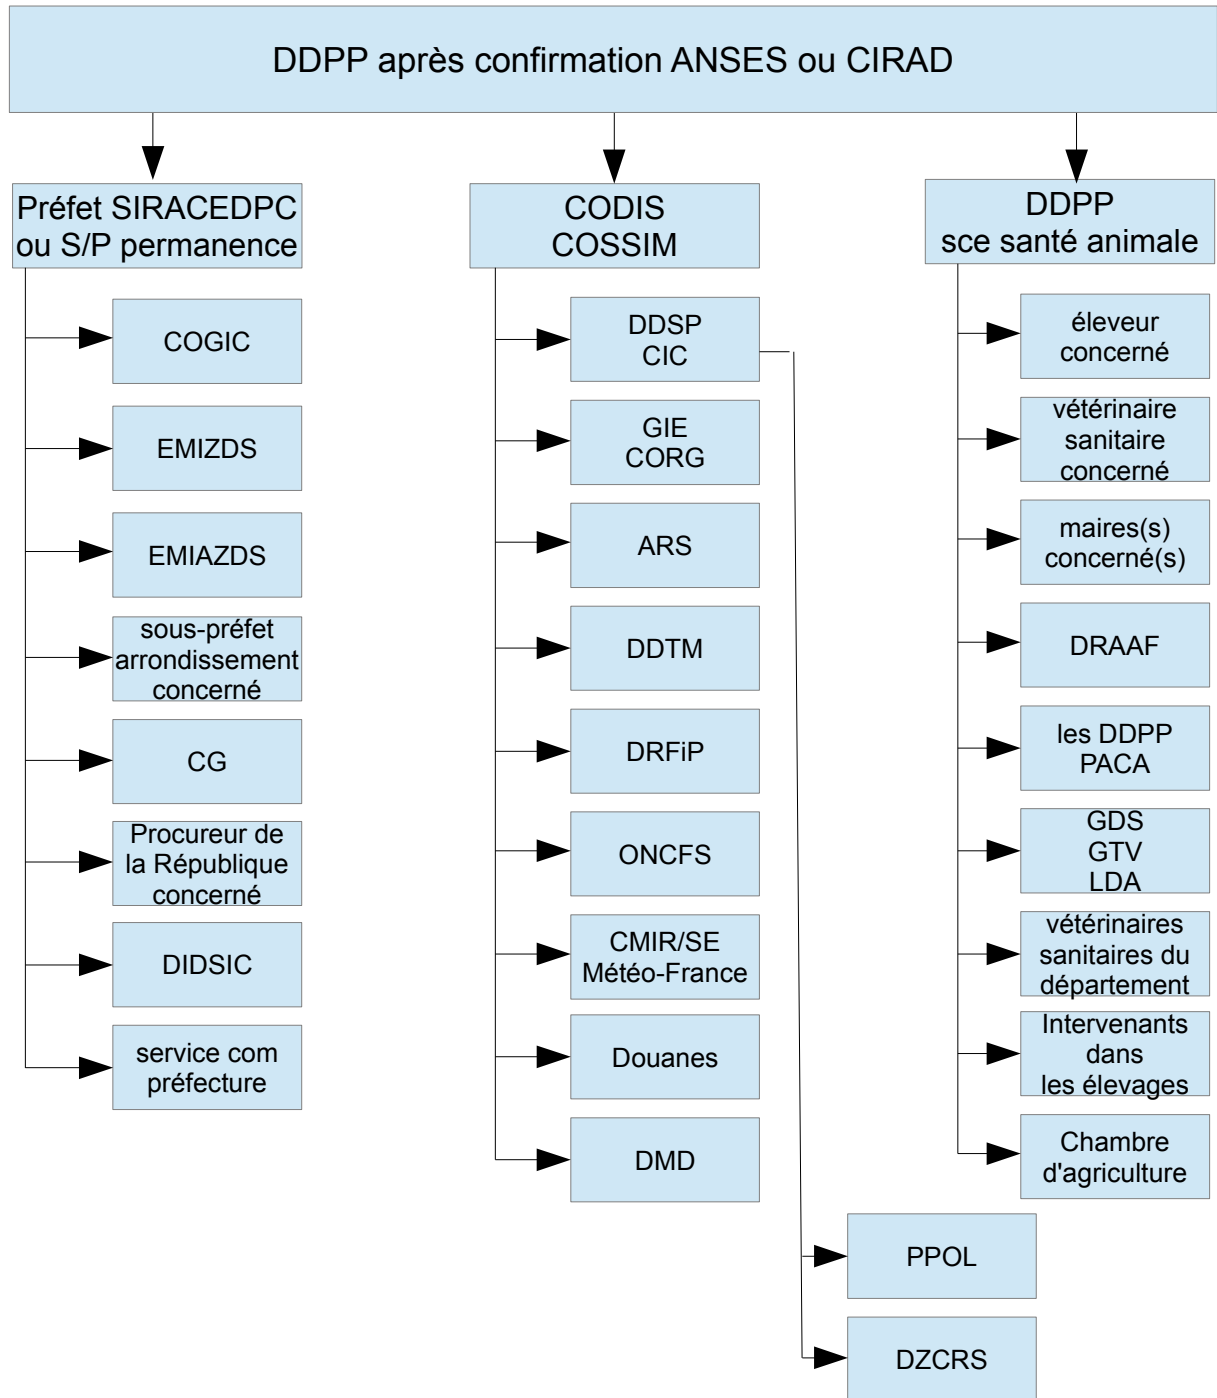 DDPP après confirmation ANSES ou CIRAD
Préfet SIRACEDPC
ou S/P permanence
COGIC
EMIZDS
EMIAZDS
sous-préfet
arrondissement
concerné
CG
Procureur de
la République
concerné
DIDSIC
service com
préfecture
CODIS
COSSIM
DDSP
CIC
GIE
CORG
ARS
DDTM
DRFiP
ONCFS
CMIR/SE
Météo-France
Douanes
DMD
PPOL
DZCRS
DDPP
sce santé animale
éleveur
concerné
vétérinaire
sanitaire
concerné
maires(s)
concerné(s)
DRAAF
les DDPP
PACA
GDS
GTV
LDA
vétérinaires
sanitaires du
département
Intervenants
dans
les élevages
Chambre
d'agriculture